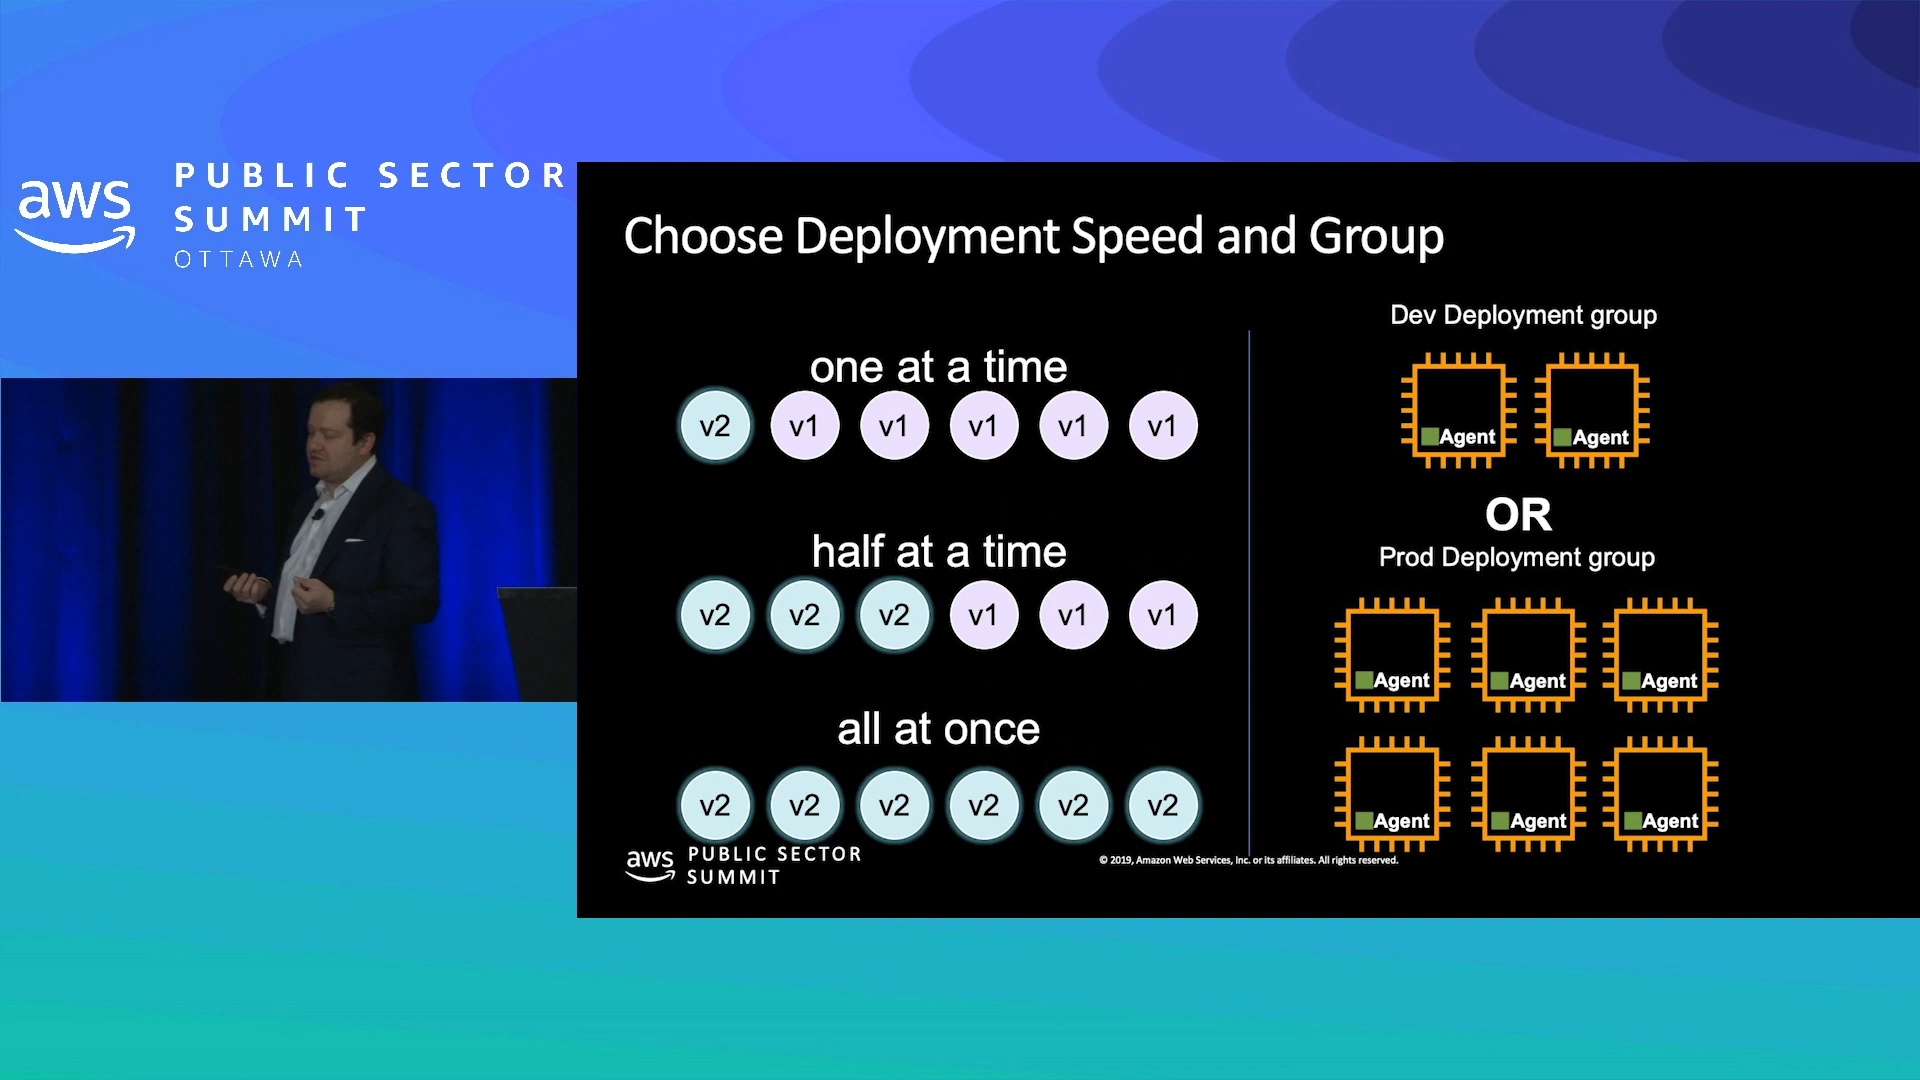 aws
PUBLIC SECTOR
SUMMIT
OTTAWA
Choose Deployment Speed and Group
one at a time
v2 v1 v1 v1 v1 v1
half at a time
v2 v2 v2 v1 v1 v1
all at once
v2 v2 v2 v2 v2 v2
Dev Deployment group
Agent Agent
OR
Prod Deployment group
Agent Agent Agent
Agent Agent Agent
aws PUBLIC SECTOR
SUMMIT
© 2019, Amazon Web Services, Inc. or its affiliates. All rights reserved.